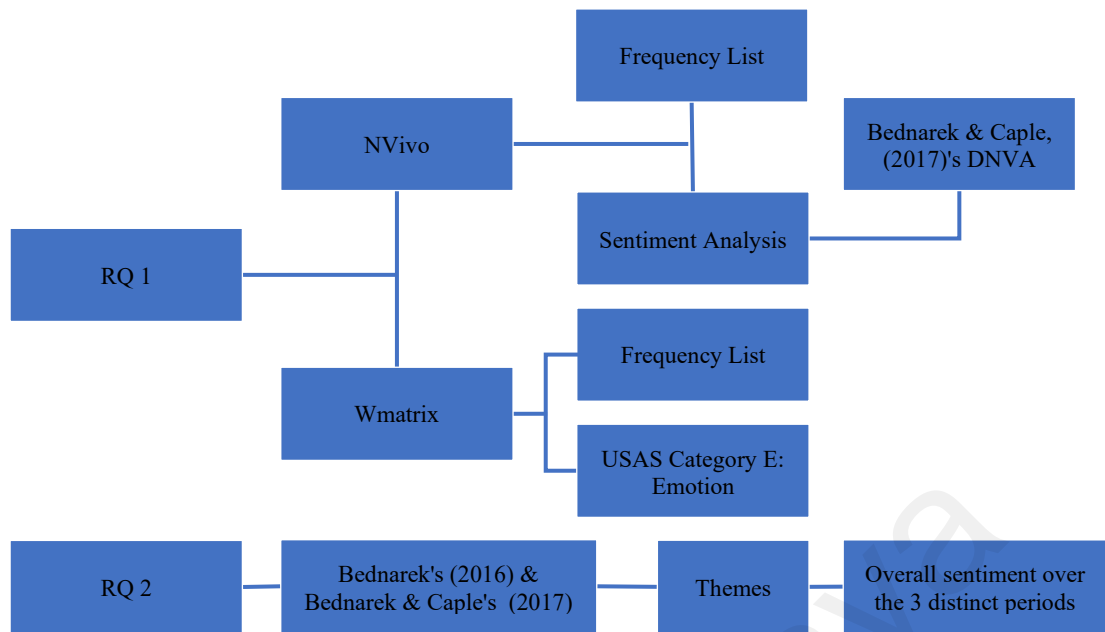 Frequency List
NVivo
Bednarek & Caple,
(2017)'s DNVA
Sentiment Analysis
RQ 1
Frequency List
Wmatrix
USAS Category E:
Emotion
RQ 2
Bednarek's (2016) &
Bednarek & Caple's (2017)
Themes
Overall sentiment over
the 3 distinct periods